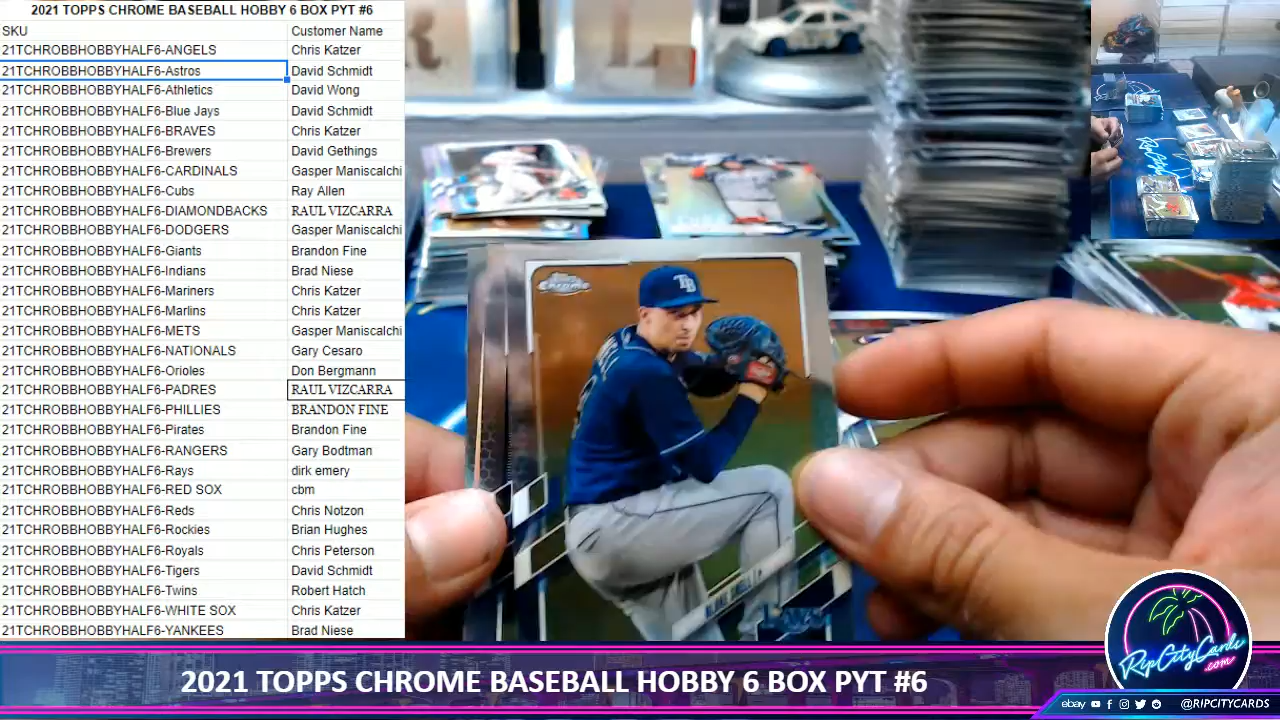 2021 TOPPS CHROME BASEBALL HOBBY 6 BOX PYT #6
SKU Customer Name
21TCHROBBHOBBYHALF6-ANGELS Chris Katzer
21TCHROBBHOBBYHALF6-Astros David Schmidt
21TCHROBBHOBBYHALF6-Athletics David Wong
21TCHROBBHOBBYHALF6-Blue Jays David Schmidt
21TCHROBBHOBBYHALF6-BRAVES Chris Katzer
21TCHROBBHOBBYHALF6-Brewers David Gethings
21TCHROBBHOBBYHALF6-CARDINALS Gasper Maniscalchi
21TCHROBBHOBBYHALF6-Cubs Ray Allen
21TCHROBBHOBBYHALF6-DIAMONDBACKS RAUL VIZCARRA
21TCHROBBHOBBYHALF6-DODGERS Gasper Maniscalchi
21TCHROBBHOBBYHALF6-Giants Brandon Fine
21TCHROBBHOBBYHALF6-Indians Brad Niese
21TCHROBBHOBBYHALF6-Mariners Chris Katzer
21TCHROBBHOBBYHALF6-Marlins Chris Katzer
21TCHROBBHOBBYHALF6-METS Gasper Maniscalchi
21TCHROBBHOBBYHALF6-NATIONALS Gary Cesaro
21TCHROBBHOBBYHALF6-Orioles Don Bergmann
21TCHROBBHOBBYHALF6-PADRES RAUL VIZCARRA
21TCHROBBHOBBYHALF6-PHILLIES BRANDON FINE
21TCHROBBHOBBYHALF6-Pirates Brandon Fine
21TCHROBBHOBBYHALF6-RANGERS Gary Bodtman
21TCHROBBHOBBYHALF6-Rays dirk emery
21TCHROBBHOBBYHALF6-RED SOX cbm
21TCHROBBHOBBYHALF6-Reds Chris Notzon
21TCHROBBHOBBYHALF6-Rockies Brian Hughes
21TCHROBBHOBBYHALF6-Royals Chris Peterson
21TCHROBBHOBBYHALF6-Tigers David Schmidt
21TCHROBBHOBBYHALF6-Twins Robert Hatch
21TCHROBBHOBBYHALF6-WHITE SOX Chris Katzer
21TCHROBBHOBBYHALF6-YANKEES Brad Niese
Topps Chrome
TB
BLAKE SNELL
RipCityCards
.com
2021 TOPPS CHROME BASEBALL HOBBY 6 BOX PYT #6
ebay @RIPCITYCARDS